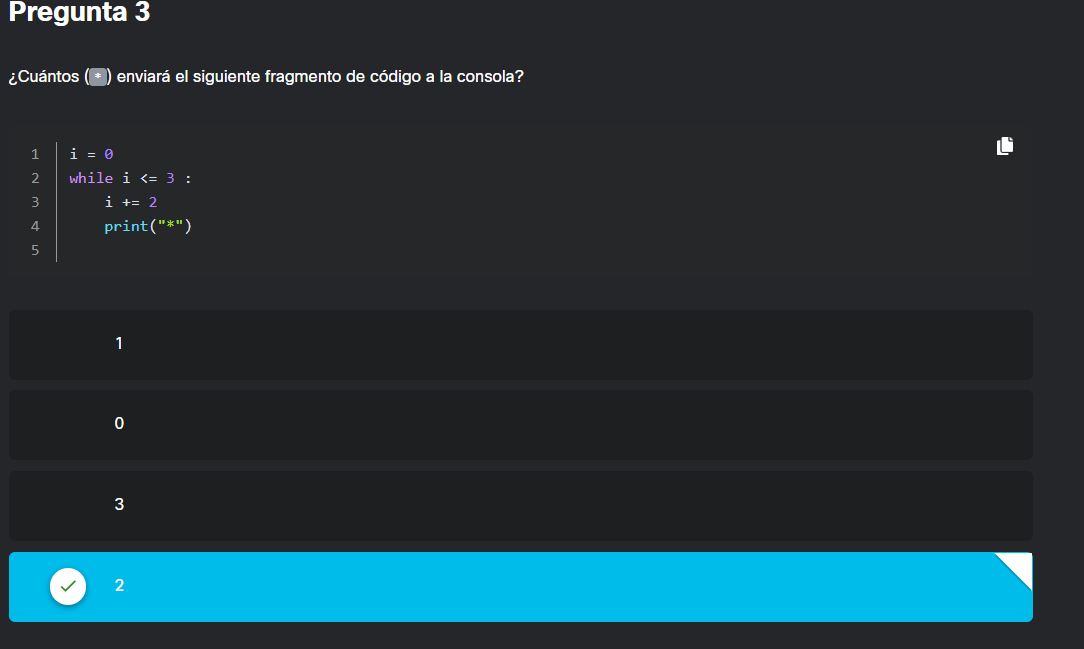 Pregunta 3
¿Cuántos (*) enviará el siguiente fragmento de código a la consola?
1 i = 0
2 while i <= 3 :
3     i += 2
4     print("*")
5
1
0
3
2